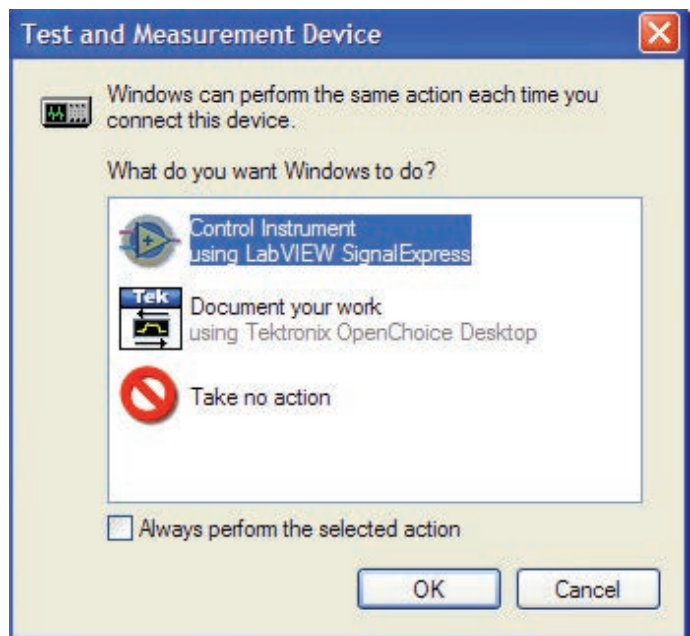 Test and Measurement Device
Windows can perform the same action each time you
connect this device.
What do you want Windows to do?
Control Instrument
using LabVIEW SignalExpress
Tek
Document your work
using Tektronix OpenChoice Desktop
Take no action
Always perform the selected action
OK
Cancel